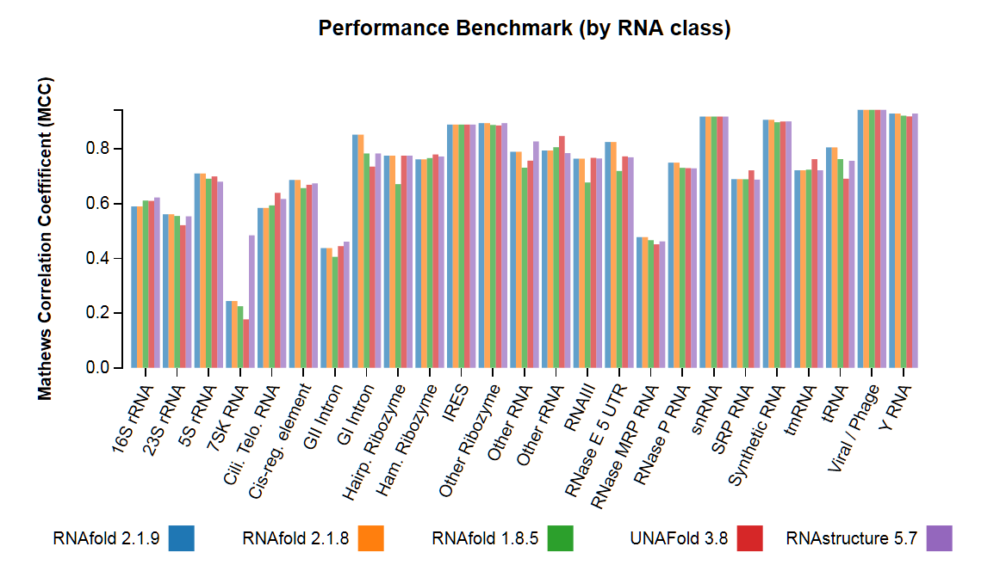 Performance Benchmark (by RNA class)
Mathews Correlation Coeffifficent (MCC)
0.8
0.6
0.4
0.2
0.0
16S rRNA
23S rRNA
5S rRNA
7SK RNA
Cili. Telo. RNA
Cis-reg. element
GII Intron
GI Intron
Hairp. Ribozyme
Ham. Ribozyme
IRES
Other Ribozyme
Other RNA
Other rRNA
RNAIII
RNase E 5 UTR
RNase MRP RNA
RNase P RNA
snRNA
SRP RNA
Synthetic RNA
tmRNA
tRNA
Viral / Phage
Y RNA
RNAfold 2.1.9
RNAfold 2.1.8
RNAfold 1.8.5
UNAFold 3.8
RNAstructure 5.7